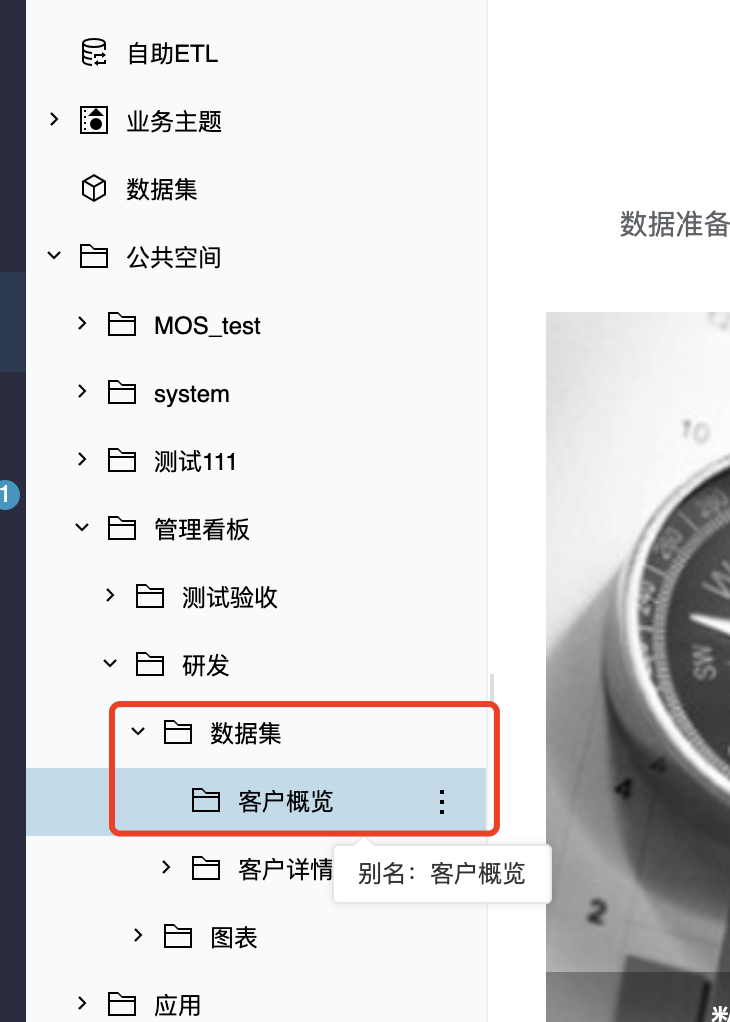 自助ETL
业务主题
数据集
数据准备
公共空间
MOS_test
system
10
测试111
1
管理看板
测试验收
研发
SW
数据集
4
客户概览
客户详情
别名：客户概览
2
图表
应用